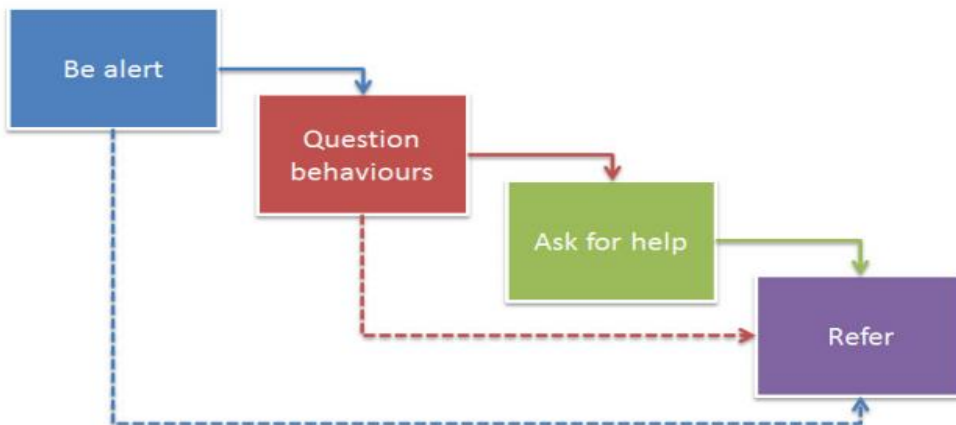 Be alert
Question
behaviours
Ask for help
Refer